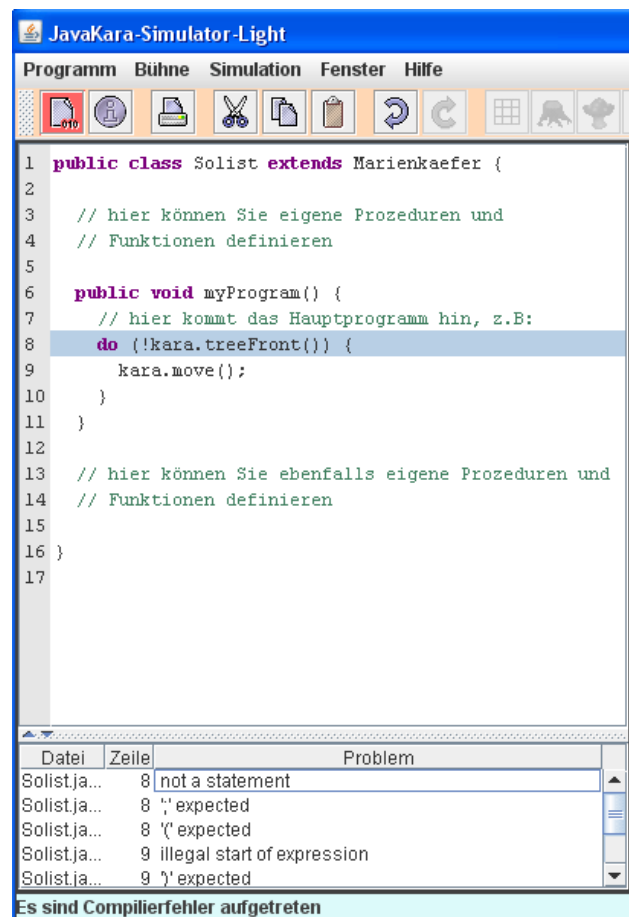 JavaKara-Simulator-Light
Programm Bühne Simulation Fenster Hilfe
1 public class Solist extends Marienkaefer {
2
3 // hier können Sie eigene Prozeduren und
4 // Funktionen definieren
5
6 public void myProgram() {
7 // hier kommt das Hauptprogramm hin, z.B:
8 do (!kara.treeFront()) {
9 kara.move();
10 }
11 }
12
13 // hier können Sie ebenfalls eigene Prozeduren und
14 // Funktionen definieren
15
16 }
17
Datei Zeile Problem
Solist.ja... 8 not a statement
Solist.ja... 8 ';' expected
Solist.ja... 8 '(' expected
Solist.ja... 9 illegal start of expression
Solist.ja... 9 ')' expected
Es sind Compilierfehler aufgetreten